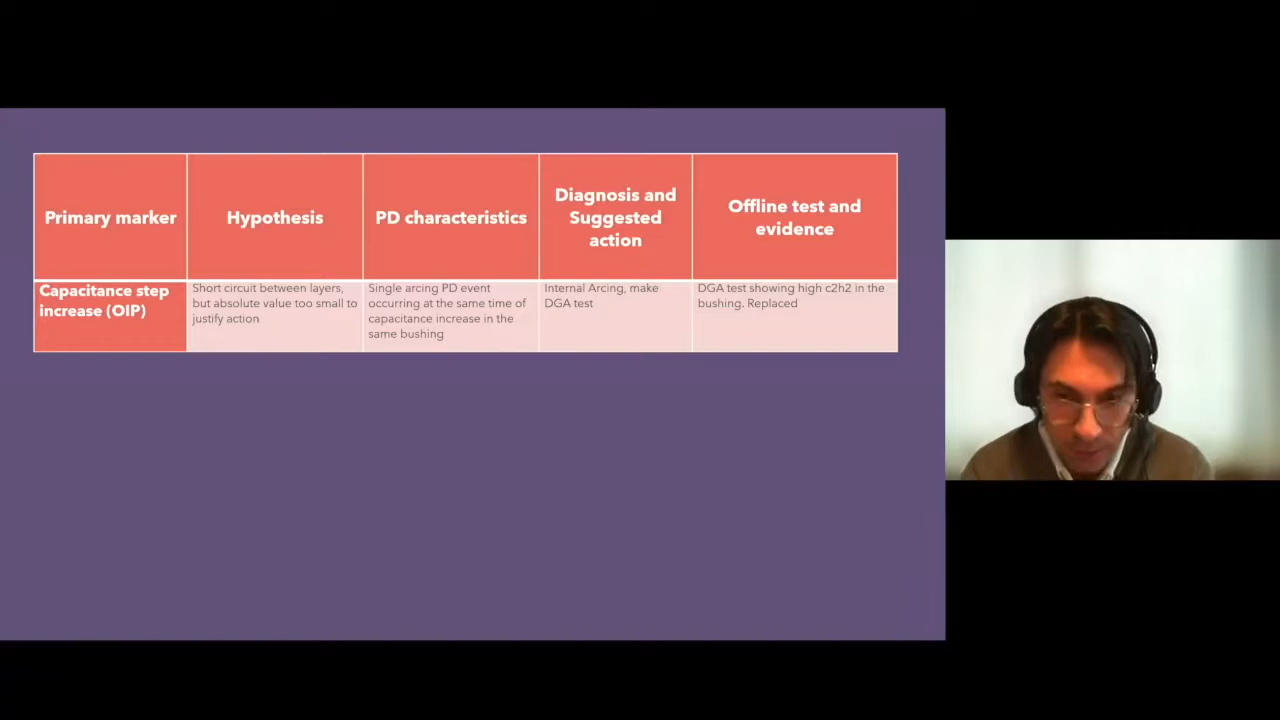 Primary marker
Hypothesis
PD characteristics
Diagnosis and
Suggested
action
Offline test and
evidence
Capacitance step
increase (OIP)
Short circuit between layers,
but absolute value too small to
justify action
Single arcing PD event
occurring at the same time of
capacitance increase in the
same bushing
Internal Arcing, make
DGA test
DGA test showing high c2h2 in the
bushing. Replaced